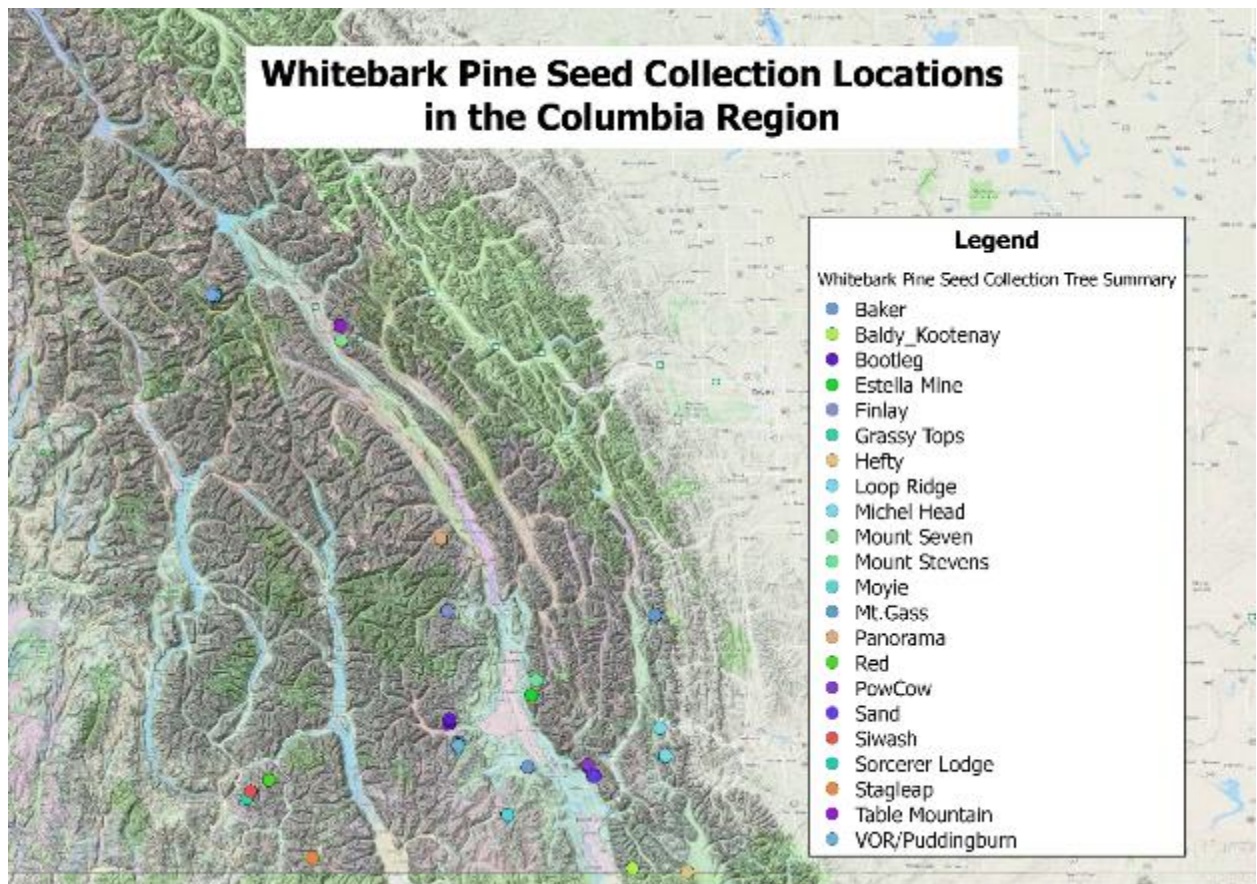 Whitebark Pine Seed Collection Locations
in the Columbia Region
Legend
Whitebark Pine Seed Collection Tree Summary
Baker
Baldy_Kootenay
Bootleg
Estella Mine
Finlay
Grassy Tops
Hefty
Loop Ridge
Michel Head
Mount Seven
Mount Stevens
Moyie
Mt.Gass
Panorama
Red
PowCow
Sand
Siwash
Sorcerer Lodge
Stagleap
Table Mountain
VOR/Puddingburn